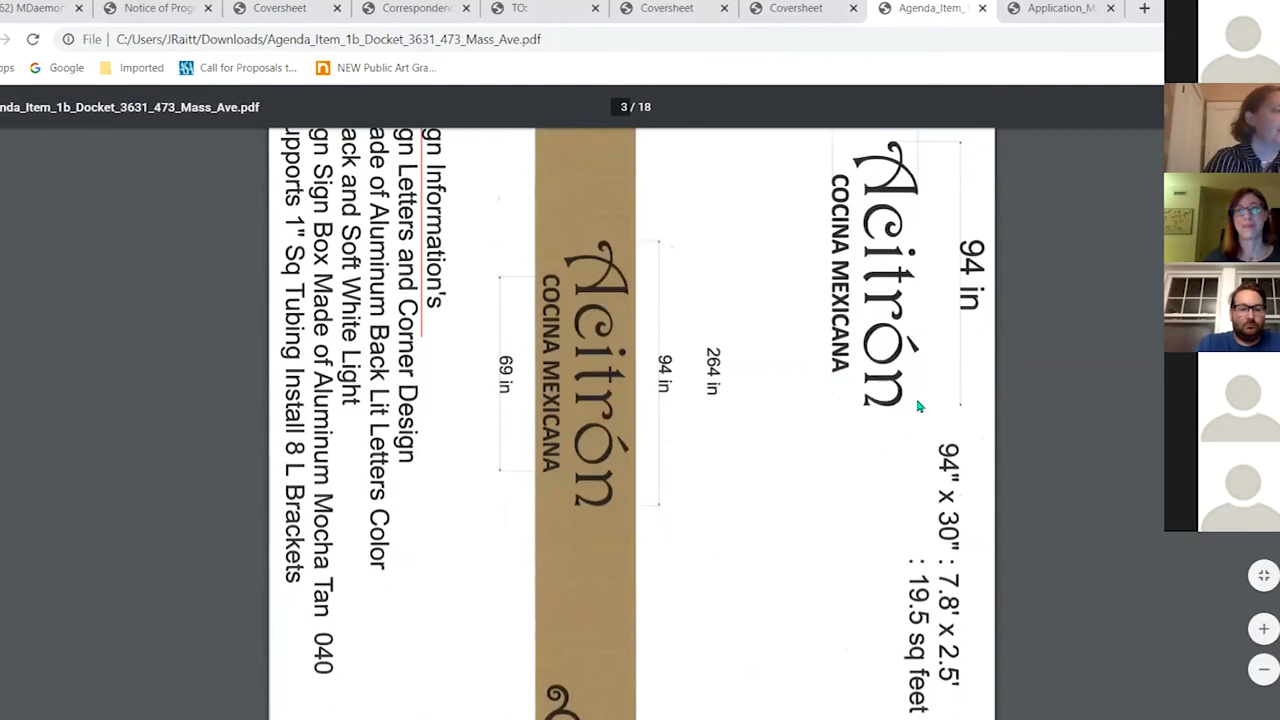 62) MDaemon
Notice of Prog
Coversheet
Correspondenc
TO:
Coversheet
Coversheet
Agenda_Item_1
Application_M
File
C:/Users/JRaitt/Downloads/Agenda_Item_1b_Docket_3631_473_Mass_Ave.pdf
Google
Imported
Call for Proposals t...
NEW Public Art Gra...
nda_Item_1b_Docket_3631_473_Mass_Ave.pdf
3 / 18
94 in
Acitrón
COCINA MEXICANA
94" x 30" : 7.8' x 2.5'
: 19.5 sq feet
264 in
94 in
Acitrón
COCINA MEXICANA
69 in
gn Information's
gn Letters and Corner Design
ade of Aluminum Back Lit Letters Color
ack and Soft White Light
gn Sign Box Made of Aluminum Mocha Tan 040
upports 1" Sq Tubing Install 8 L Brackets